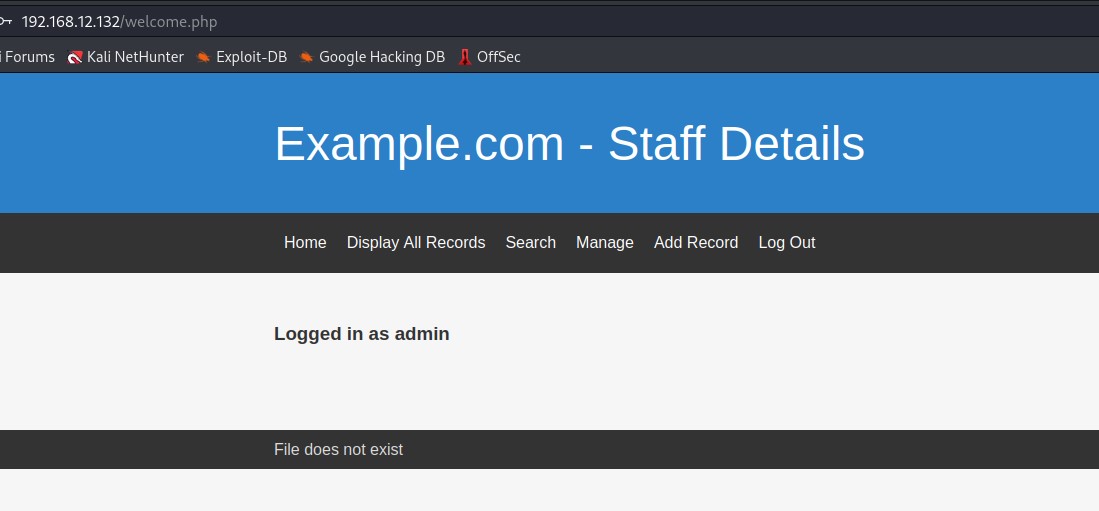 192.168.12.132/welcome.php
Forums Kali NetHunter Exploit-DB Google Hacking DB OffSec
Example.com - Staff Details
Home Display All Records Search Manage Add Record Log Out
Logged in as admin
File does not exist